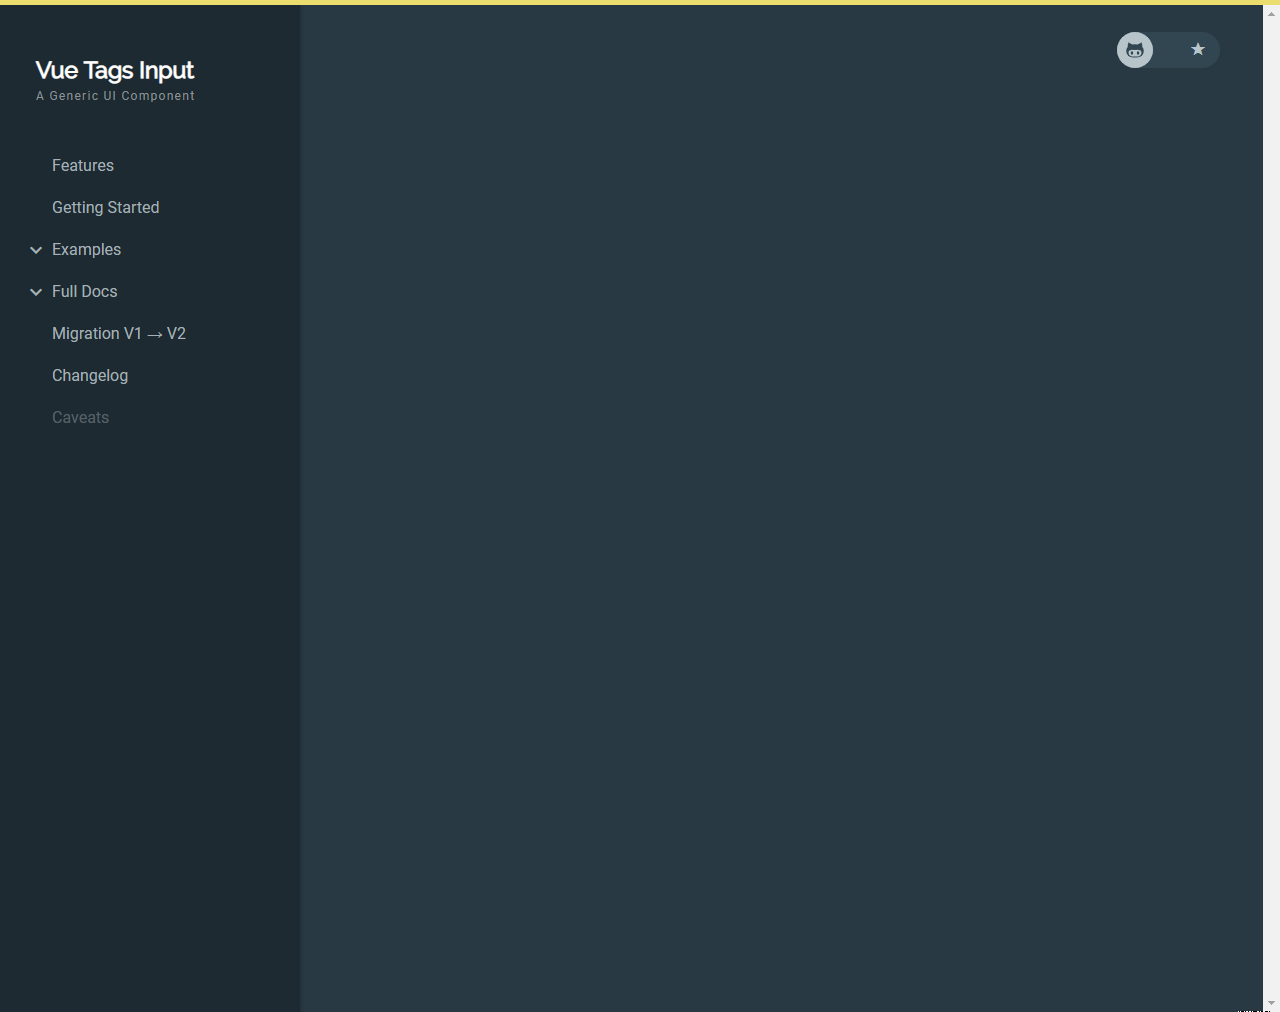 Vue Tags Input
A Generic UI Component
Features
Getting Started
Examples
Full Docs
Migration V1 → V2
Changelog
Caveats